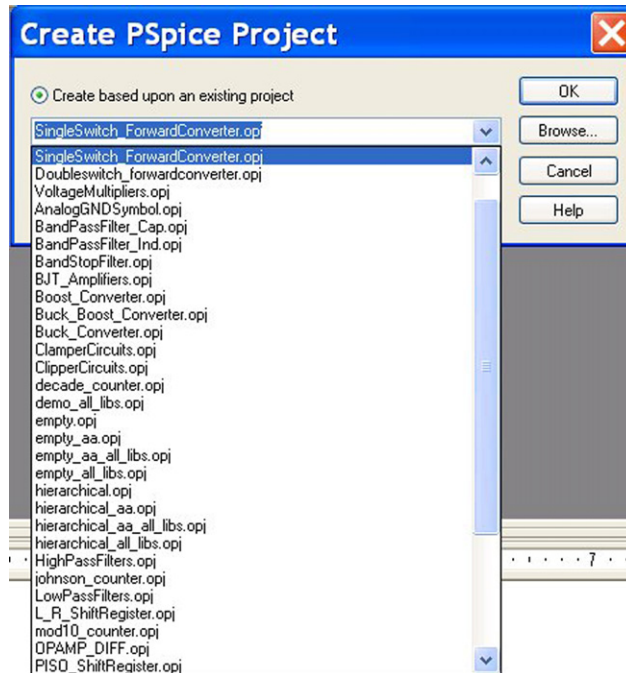 Create PSpice Project
Create based upon an existing project
OK
SingleSwitch_ForwardConverter.opj
Browse...
Cancel
Help
SingleSwitch_ForwardConverter.opj
Doubleswitch_forwardconverter.opj
VoltageMultipliers.opj
AnalogGNDSymbol.opj
BandPassFilter_Cap.opj
BandPassFilter_Ind.opj
BandStopFilter.opj
BJT_Amplifiers.opj
Boost_Converter.opj
Buck_Boost_Converter.opj
Buck_Converter.opj
ClamperCircuits.opj
ClipperCircuits.opj
decade_counter.opj
demo_all_libs.opj
empty.opj
empty_aa.opj
empty_aa_all_libs.opj
empty_all_libs.opj
hierarchical.opj
hierarchical_aa.opj
hierarchical_aa_all_libs.opj
hierarchical_all_libs.opj
HighPassFilters.opj
johnson_counter.opj
LowPassFilters.opj
L_R_ShiftRegister.opj
mod10_counter.opj
OPAMP_DIFF.opj
PISO_ShiftRegister.opj
7